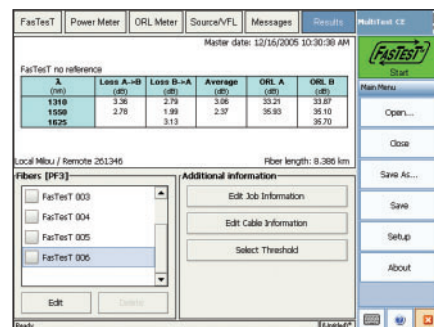 FasTesT Power Meter ORL Meter Source/VFL Messages Results MultiTest CE
Master date: 12/16/2005 10:30:38 AM
FASTEST
Start
FasTesT no reference
λ (nm) Loss A->B (dB) Loss B->A (dB) Average (dB) ORL A (dB) ORL B (dB)
1310 3.36 2.79 3.08 33.21 33.87
1550 2.78 1.99 2.37 35.93 35.10
1625 3.13 35.70
Local Milou / Remote 261346 Fiber length: 8.386 km
Main Menu
Open...
Close
Save As...
Save
Setup
About
Fibers [PF3]
FasTesT 003
FasTesT 004
FasTesT 005
FasTesT 006
Edit Delete
Additional information
Edit Job Information
Edit Cable Information
Select Threshold
Ready [Untitled]*